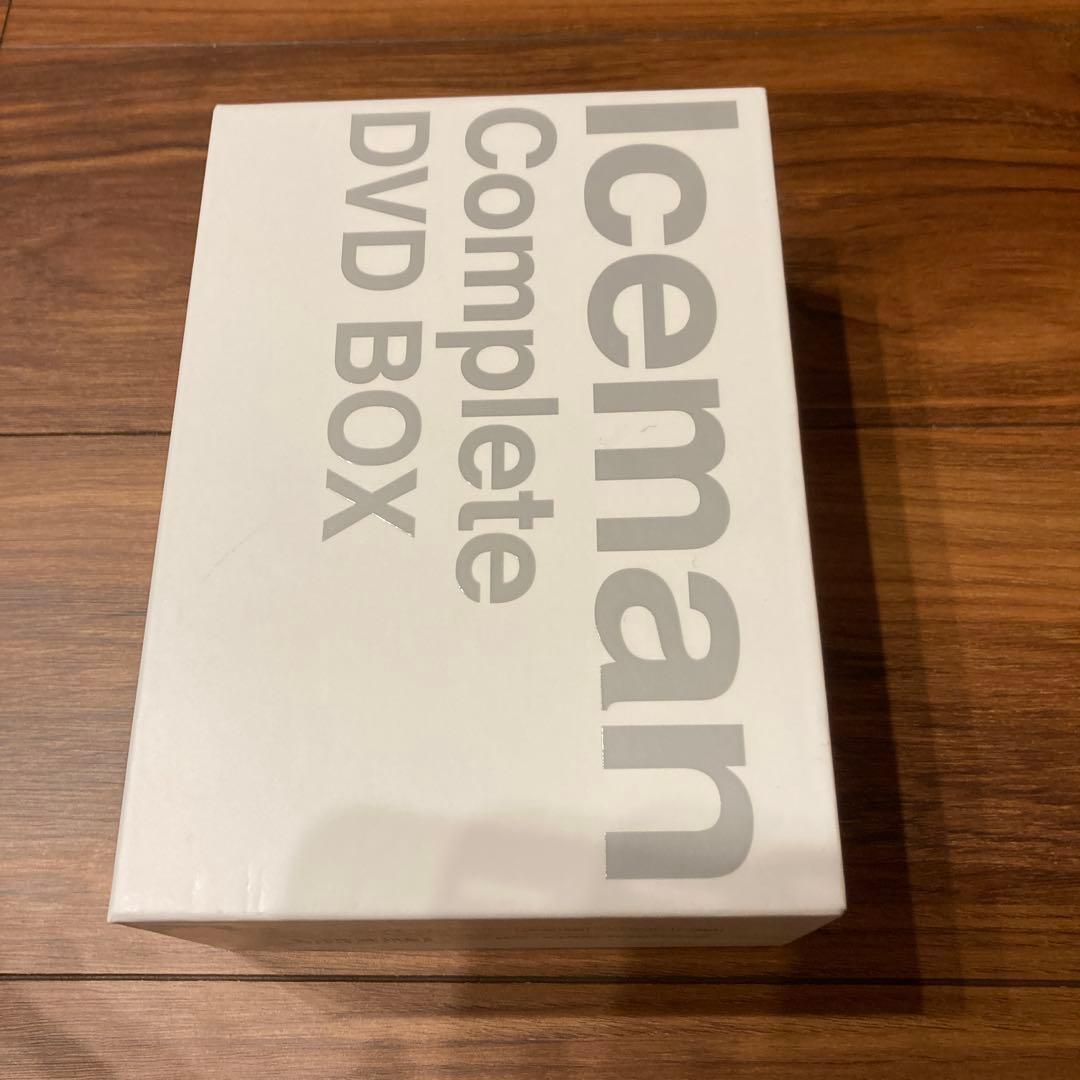 Iceman
Complete
DVD BOX